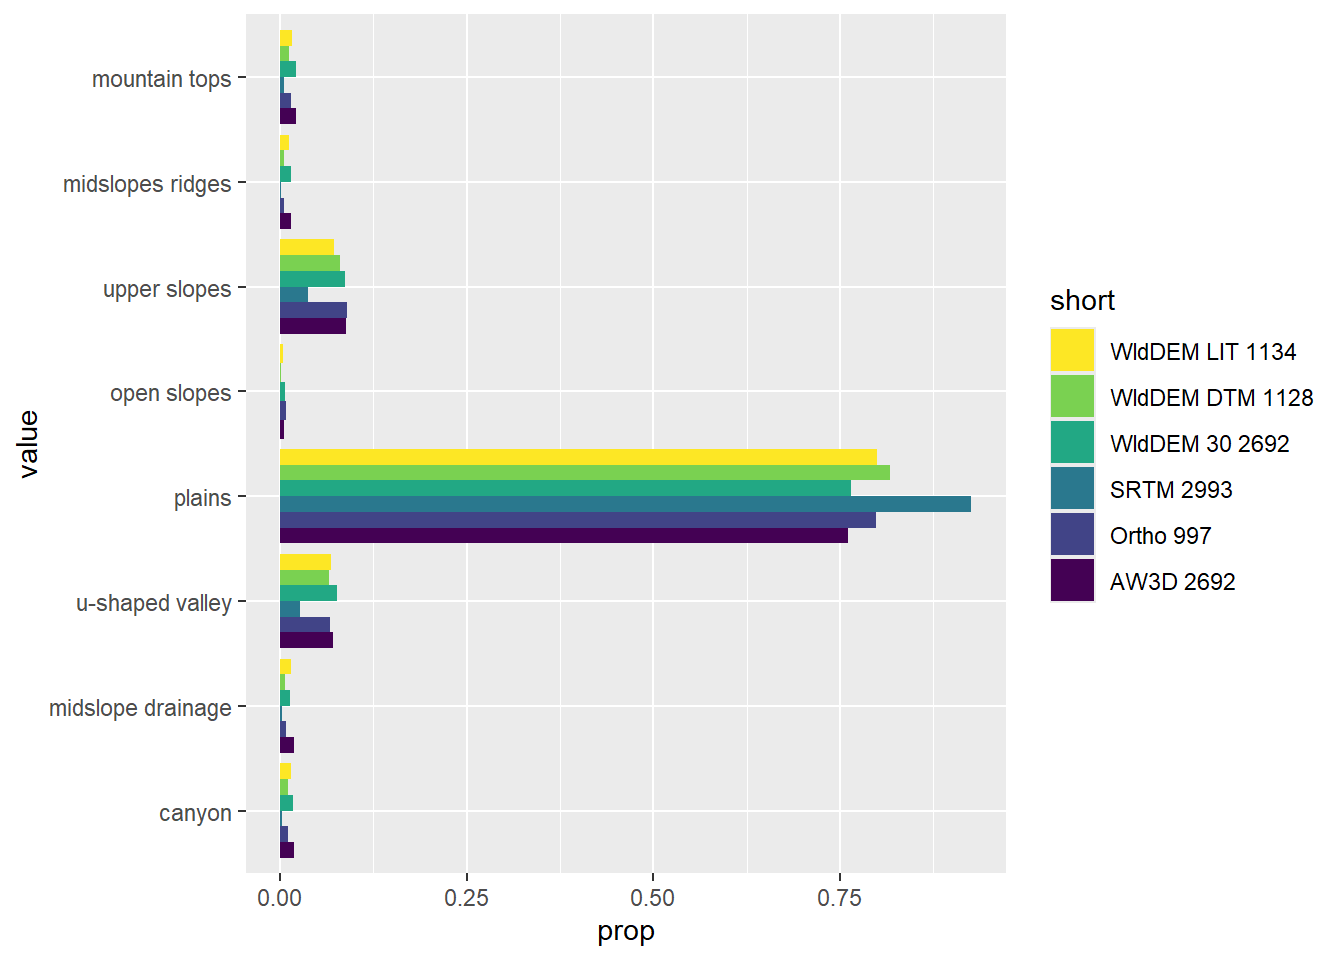 mountain tops
midslopes ridges
upper slopes
open slopes
plains
u-shaped valley
midslope drainage
canyon
value
0.00 0.25 0.50 0.75
prop
short
WldDEM LIT 1134
WldDEM DTM 1128
WldDEM 30 2692
SRTM 2993
Ortho 997
AW3D 2692